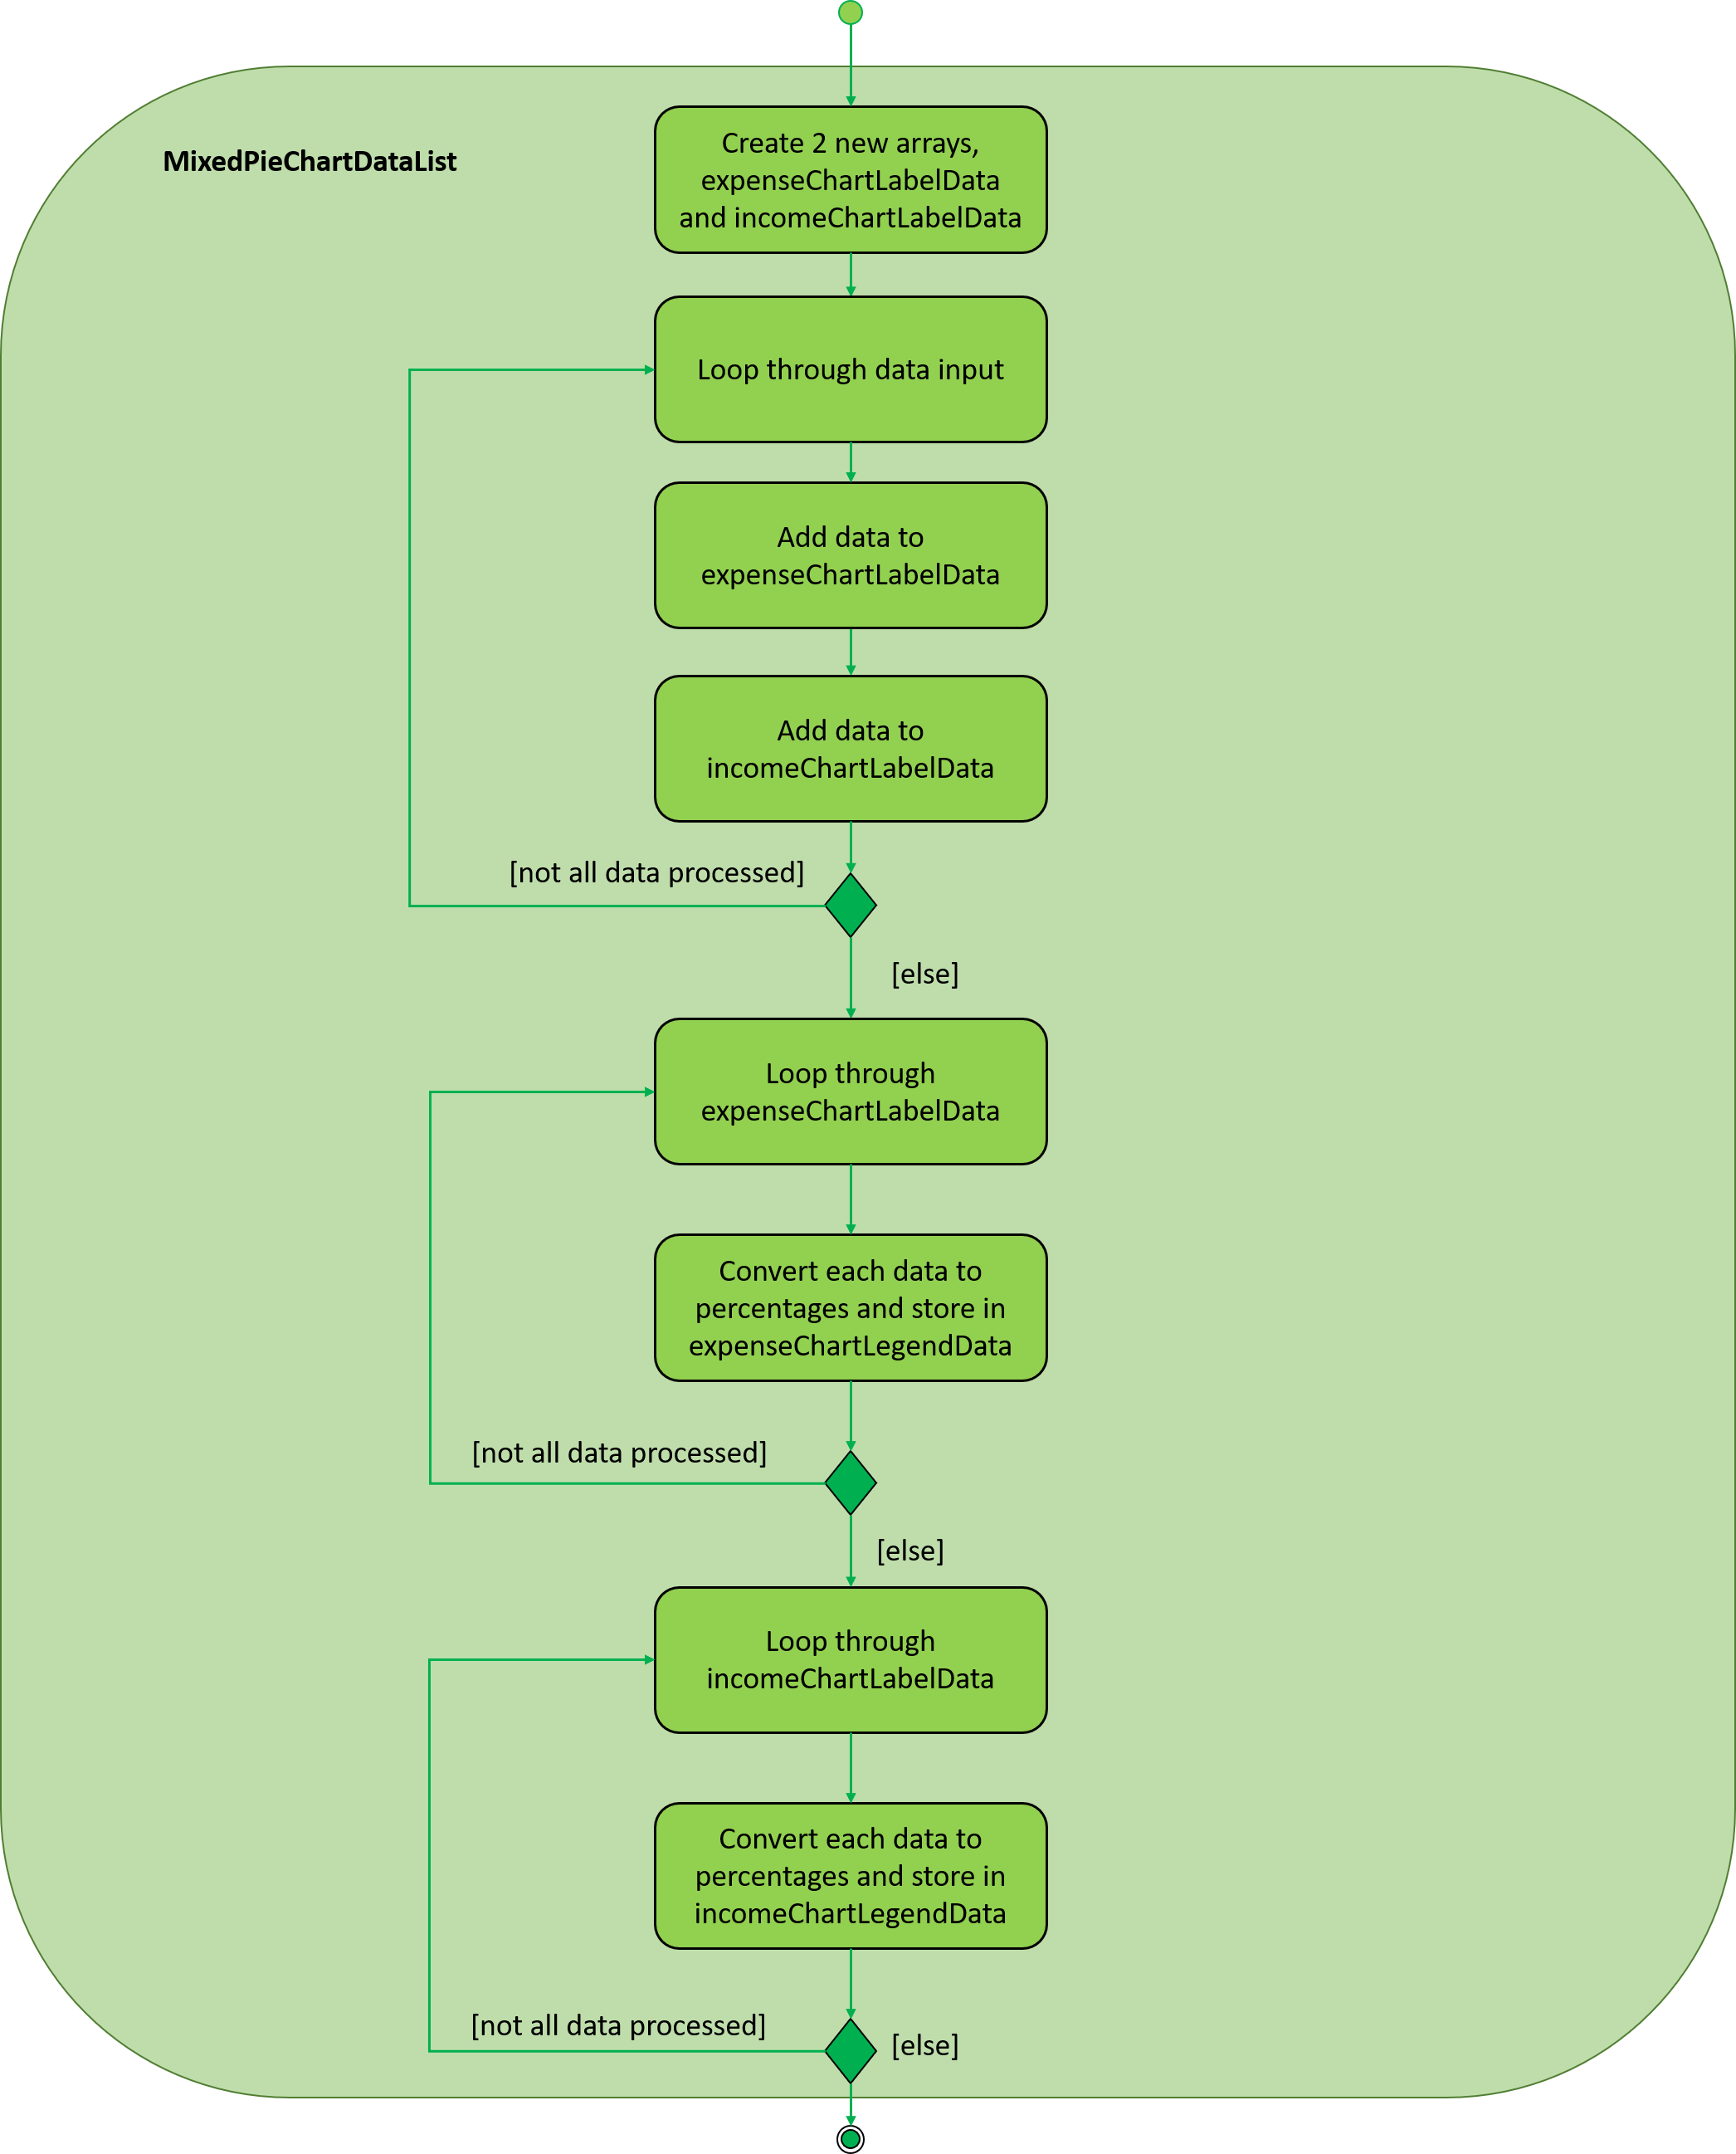 MixedPieChartDataList
Create 2 new arrays,
expenseChartLabelData
and incomeChartLabelData
Loop through data input
Add data to
expenseChartLabelData
Add data to
incomeChartLabelData
[not all data processed]
[else]
Loop through
expenseChartLabelData
Convert each data to
percentages and store in
expenseChartLegendData
[not all data processed]
[else]
Loop through
incomeChartLabelData
Convert each data to
percentages and store in
incomeChartLegendData
[not all data processed]
[else]